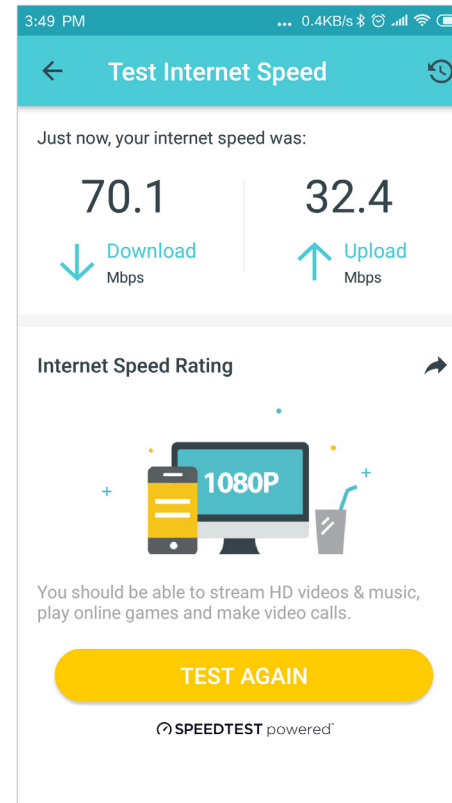 3:49 PM ... 0.4KB/s
Test Internet Speed
Just now, your internet speed was:
70.1 32.4
Download Upload
Mbps Mbps
Internet Speed Rating
1080P
You should be able to stream HD videos & music,
play online games and make video calls.
TEST AGAIN
SPEEDTEST powered™